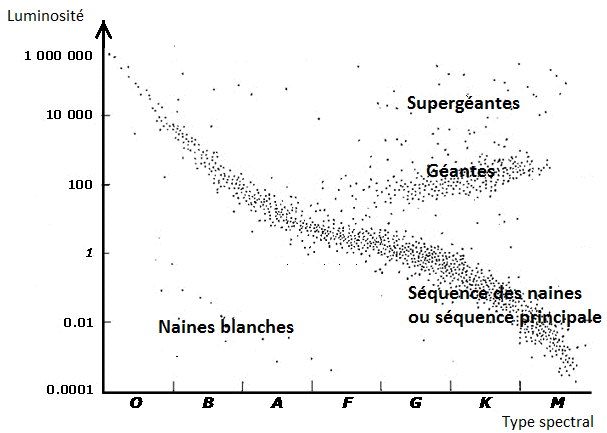 Luminosité
1 000 000
10 000
Supergéantes
Géantes
100
1
Séquence des naines
ou séquence principale
Naines blanches
0.01
0.0001
O B A F G K M
Type spectral